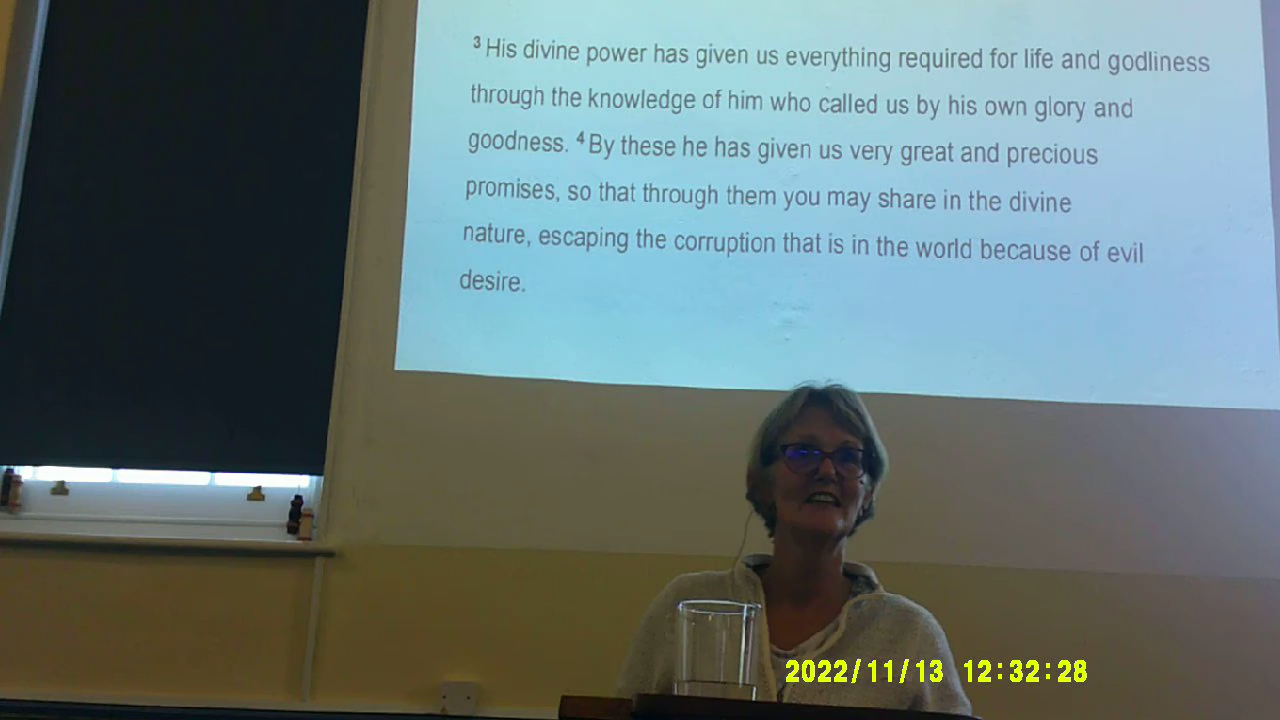 ³ His divine power has given us everything required for life and godliness
through the knowledge of him who called us by his own glory and
goodness. ⁴ By these he has given us very great and precious
promises, so that through them you may share in the divine
nature, escaping the corruption that is in the world because of evil
desire.
2022/11/13 12:32:28